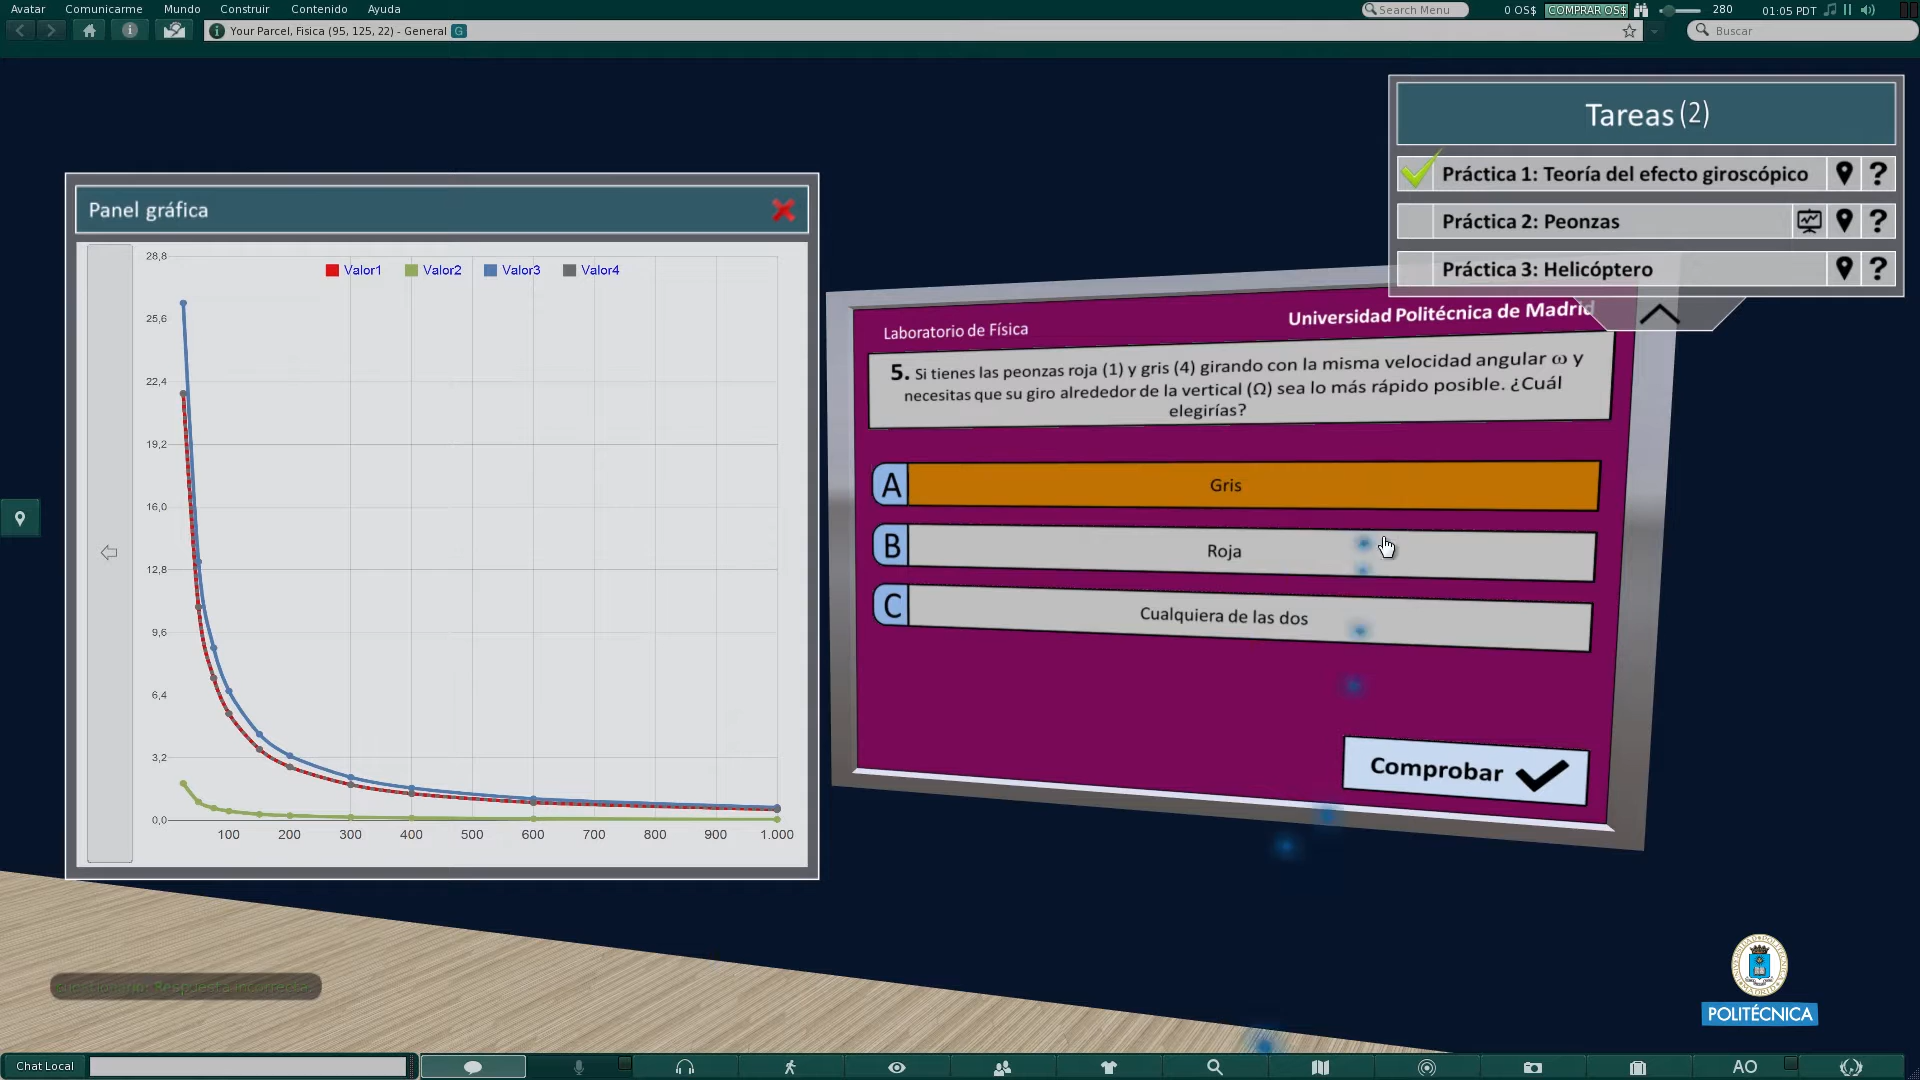 Avatar Comunicarme Mundo Construir Contenido Ayuda
Search Menu
0 OS$ COMPRAR OS$
280
01:05 PDT
Your Parcel, Fisica (95, 125, 22) - General G
Buscar
Tareas (2)
Práctica 1: Teoría del efecto giroscópico ?
Práctica 2: Peonzas ?
Práctica 3: Helicóptero ?
Panel gráfica
Valor1 Valor2 Valor3 Valor4
28,8
25,6
22,4
19,2
16,0
12,8
9,6
6,4
3,2
0,0
100 200 300 400 500 600 700 800 900 1.000
Laboratorio de Física
Universidad Politécnica de Madrid
5. Si tienes las peonzas roja (1) y gris (4) girando con la misma velocidad angular ω y
necesitas que su giro alrededor de la vertical (Ω) sea lo más rápido posible. ¿Cuál
elegirías?
A Gris
B Roja
C Cualquiera de las dos
Comprobar
Respuesta incorrecta
POLITÉCNICA
Chat Local
AO